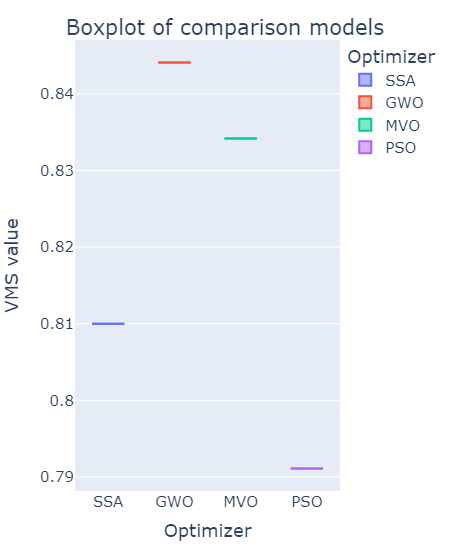 Boxplot of comparison models
Optimizer
SSA
GWO
MVO
PSO
VMS value
0.84
0.83
0.82
0.81
0.8
0.79
SSA GWO MVO PSO
Optimizer